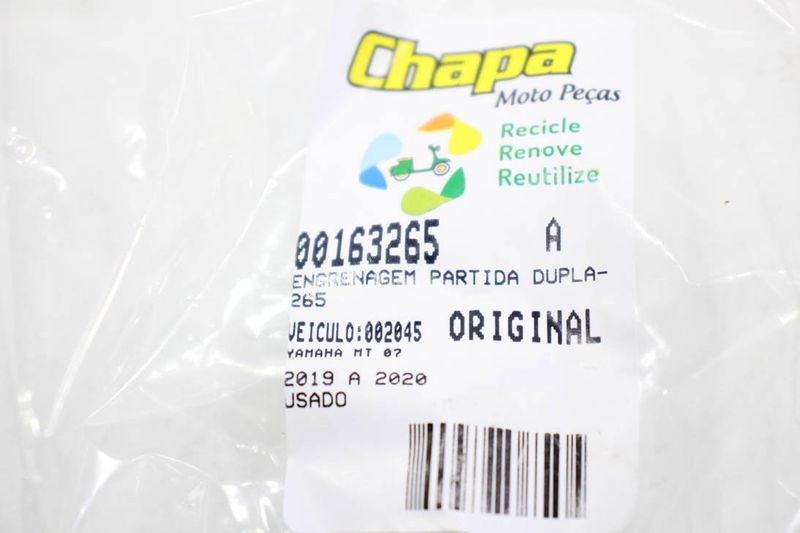 Chapa
Moto Peças
Recicle
Renove
Reutilize
00163265 A
ENGRENAGEM PARTIDA DUPLA-
265
VEICULO:002045 ORIGINAL
YAMAHA MT 07
2019 A 2020
USADO